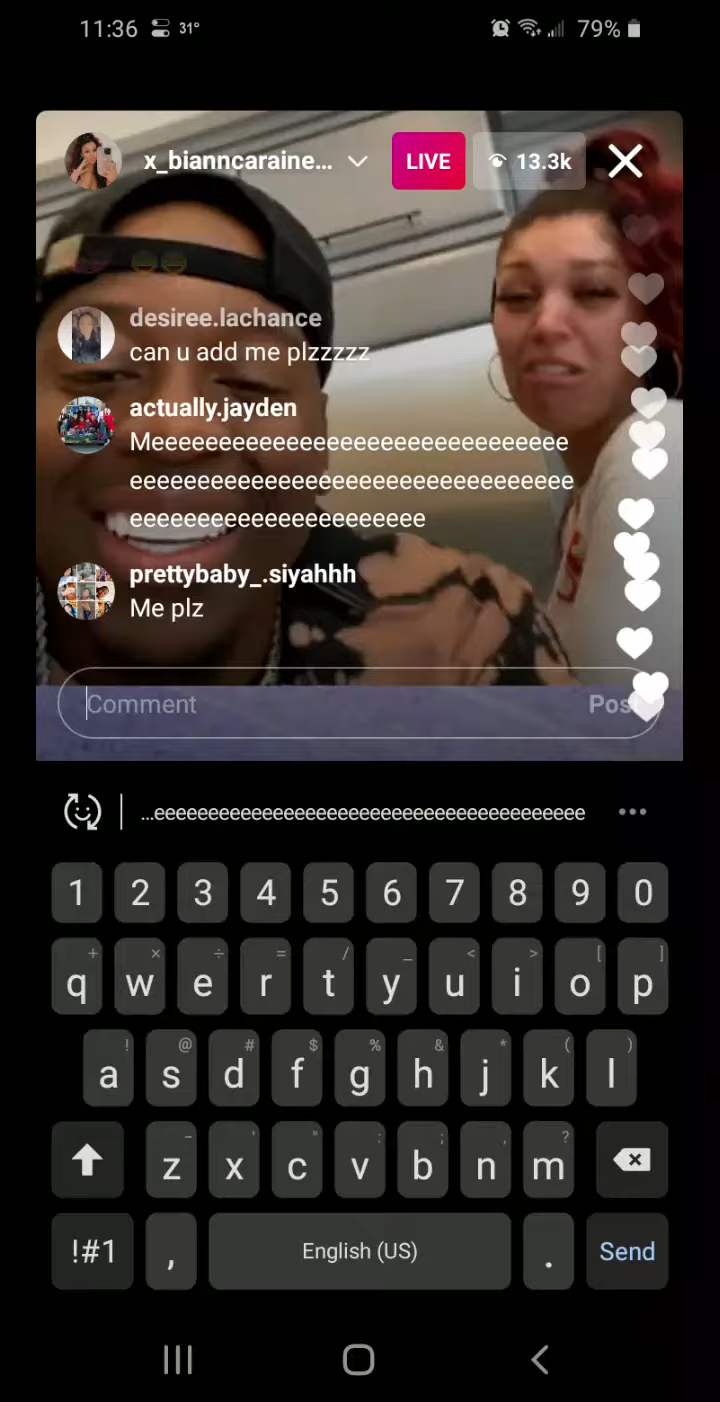 11:36 31° 79%
x_bianncaraine... LIVE 13.3k
desiree.lachance
can u add me plzzzzz
actually.jayden
Meeeeeeeeeeeeeeeeeeeeeeeeeeeeeee
eeeeeeeeeeeeeeeeeeeeeeeeeeeeeeeee
eeeeeeeeeeeeeeeeeeeeee
prettybaby_.siyahhh
Me plz
Comment Post
...eeeeeeeeeeeeeeeeeeeeeeeeeeeeeeeeeeeeeeee •••
1 2 3 4 5 6 7 8 9 0
+ × ÷ = / _ < > [ ]
q w e r t y u i o p
! @ # $ % & * ( )
a s d f g h j k l
- ' " : ; , ?
z x c v b n m
!#1 , English (US) . Send